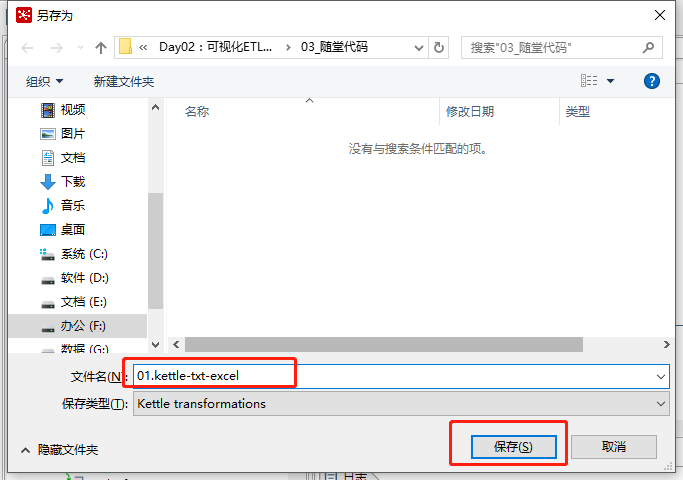 另存为
« Day02：可视化ETL... › 03_随堂代码
搜索"03_随堂代码"
组织 新建文件夹
视频
图片
文档
下载
音乐
桌面
系统 (C:)
软件 (D:)
文档 (E:)
办公 (F:)
数据 (G:)
名称 修改日期 类型
没有与搜索条件匹配的项。
文件名(N): 01.kettle-txt-excel
保存类型(T): Kettle transformations
隐藏文件夹 保存(S) 取消
日志